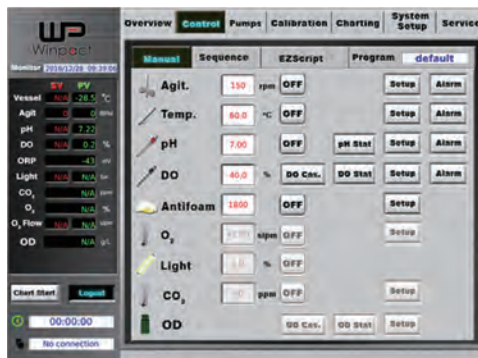 WP
Winpact
Monitor 2016/12/28 09:39:06
SV PV
Vessel N/A -28.5 °C
Agit 0 0 RPM
pH N/A 7.22
DO N/A 0.2 %
ORP -43 mV
Light N/A N/A
CO₂ N/A ppm
O₂ N/A %
O₂ Flow N/A N/A
OD N/A g/L
Chart Start Logout
00:00:00
No connection
Overview Control Pumps Calibration Charting System Setup Service
Manual Sequence EZScript Program default
Agit. 150 rpm OFF Setup Alarm
Temp. 60.0 °C OFF Setup Alarm
pH 7.00 OFF pH Stat Setup Alarm
DO 40.0 % DO Cas. DO Stat Setup Alarm
Antifoam 1800 OFF Setup
O₂ slpm OFF Setup
Light % OFF
CO₂ ppm OFF Setup
OD OD Cas. OD Stat Setup